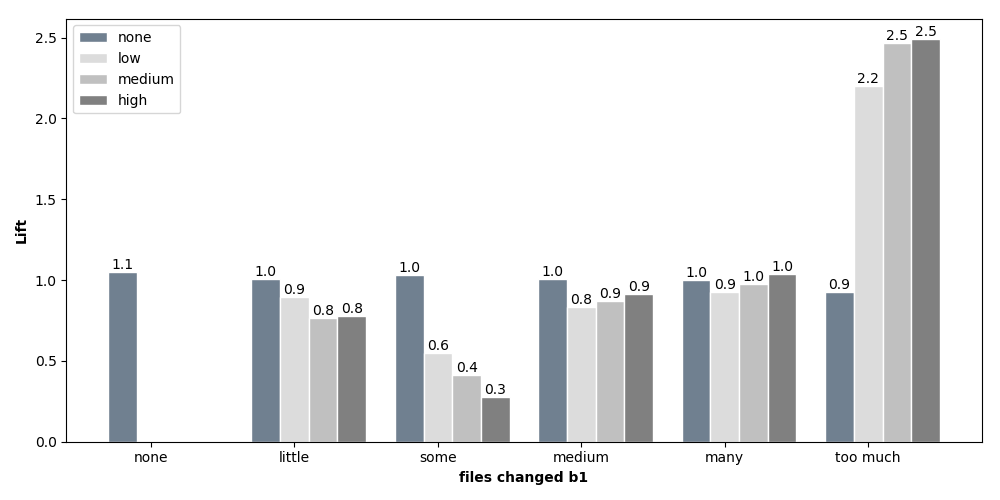 none
low
medium
high
Lift
2.5
2.0
1.5
1.0
0.5
0.0
1.1
1.0 0.9 0.8 0.8
1.0 0.6 0.4 0.3
1.0 0.8 0.9 0.9
1.0 0.9 1.0 1.0
0.9 2.2 2.5 2.5
none little some medium many too much
files changed b1